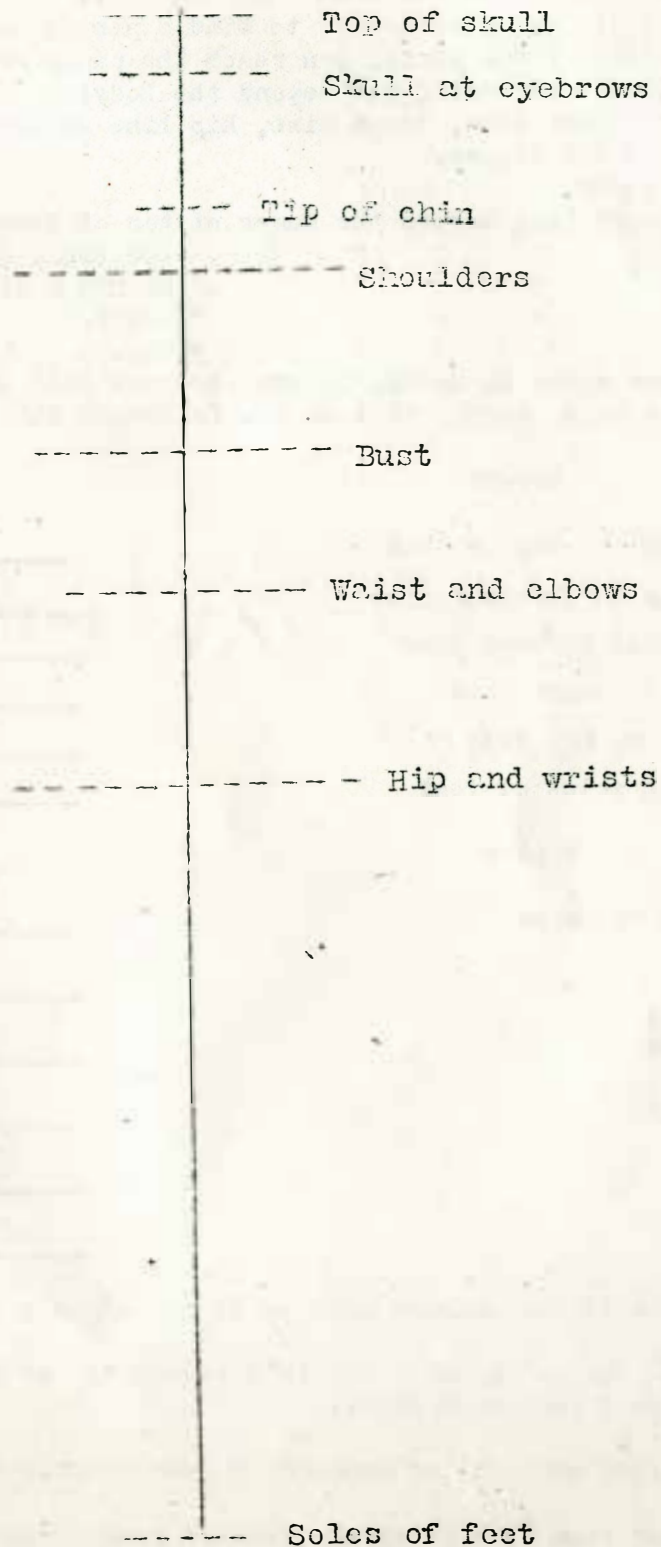 Top of skull
Skull at eyebrows
Tip of chin
Shoulders
Bust
Waist and elbows
Hip and wrists
Soles of feet